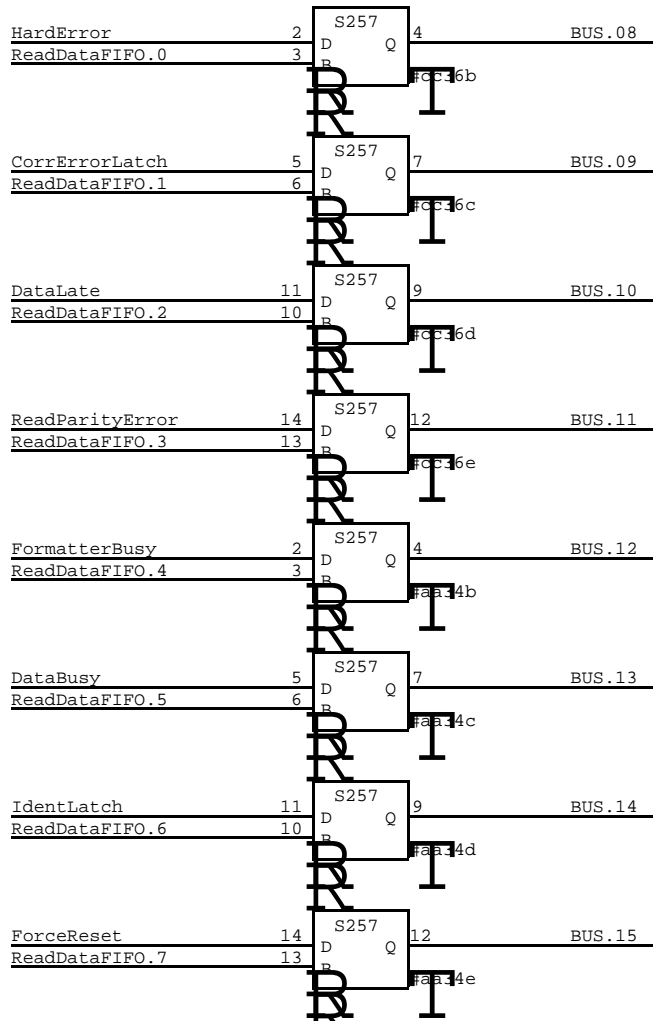 S257
HardError 2 D Q 4 BUS.08
ReadDataFIFO.0 3 B
#cc36b
S257
CorrErrorLatch 5 D Q 7 BUS.09
ReadDataFIFO.1 6 B
#cc36c
S257
DataLate 11 D Q 9 BUS.10
ReadDataFIFO.2 10 B
#cc36d
S257
ReadParityError 14 D Q 12 BUS.11
ReadDataFIFO.3 13 B
#cc36e
S257
FormatterBusy 2 D Q 4 BUS.12
ReadDataFIFO.4 3 B
#aa34b
S257
DataBusy 5 D Q 7 BUS.13
ReadDataFIFO.5 6 B
#aa34c
S257
IdentLatch 11 D Q 9 BUS.14
ReadDataFIFO.6 10 B
#aa34d
S257
ForceReset 14 D Q 12 BUS.15
ReadDataFIFO.7 13 B
#aa34e